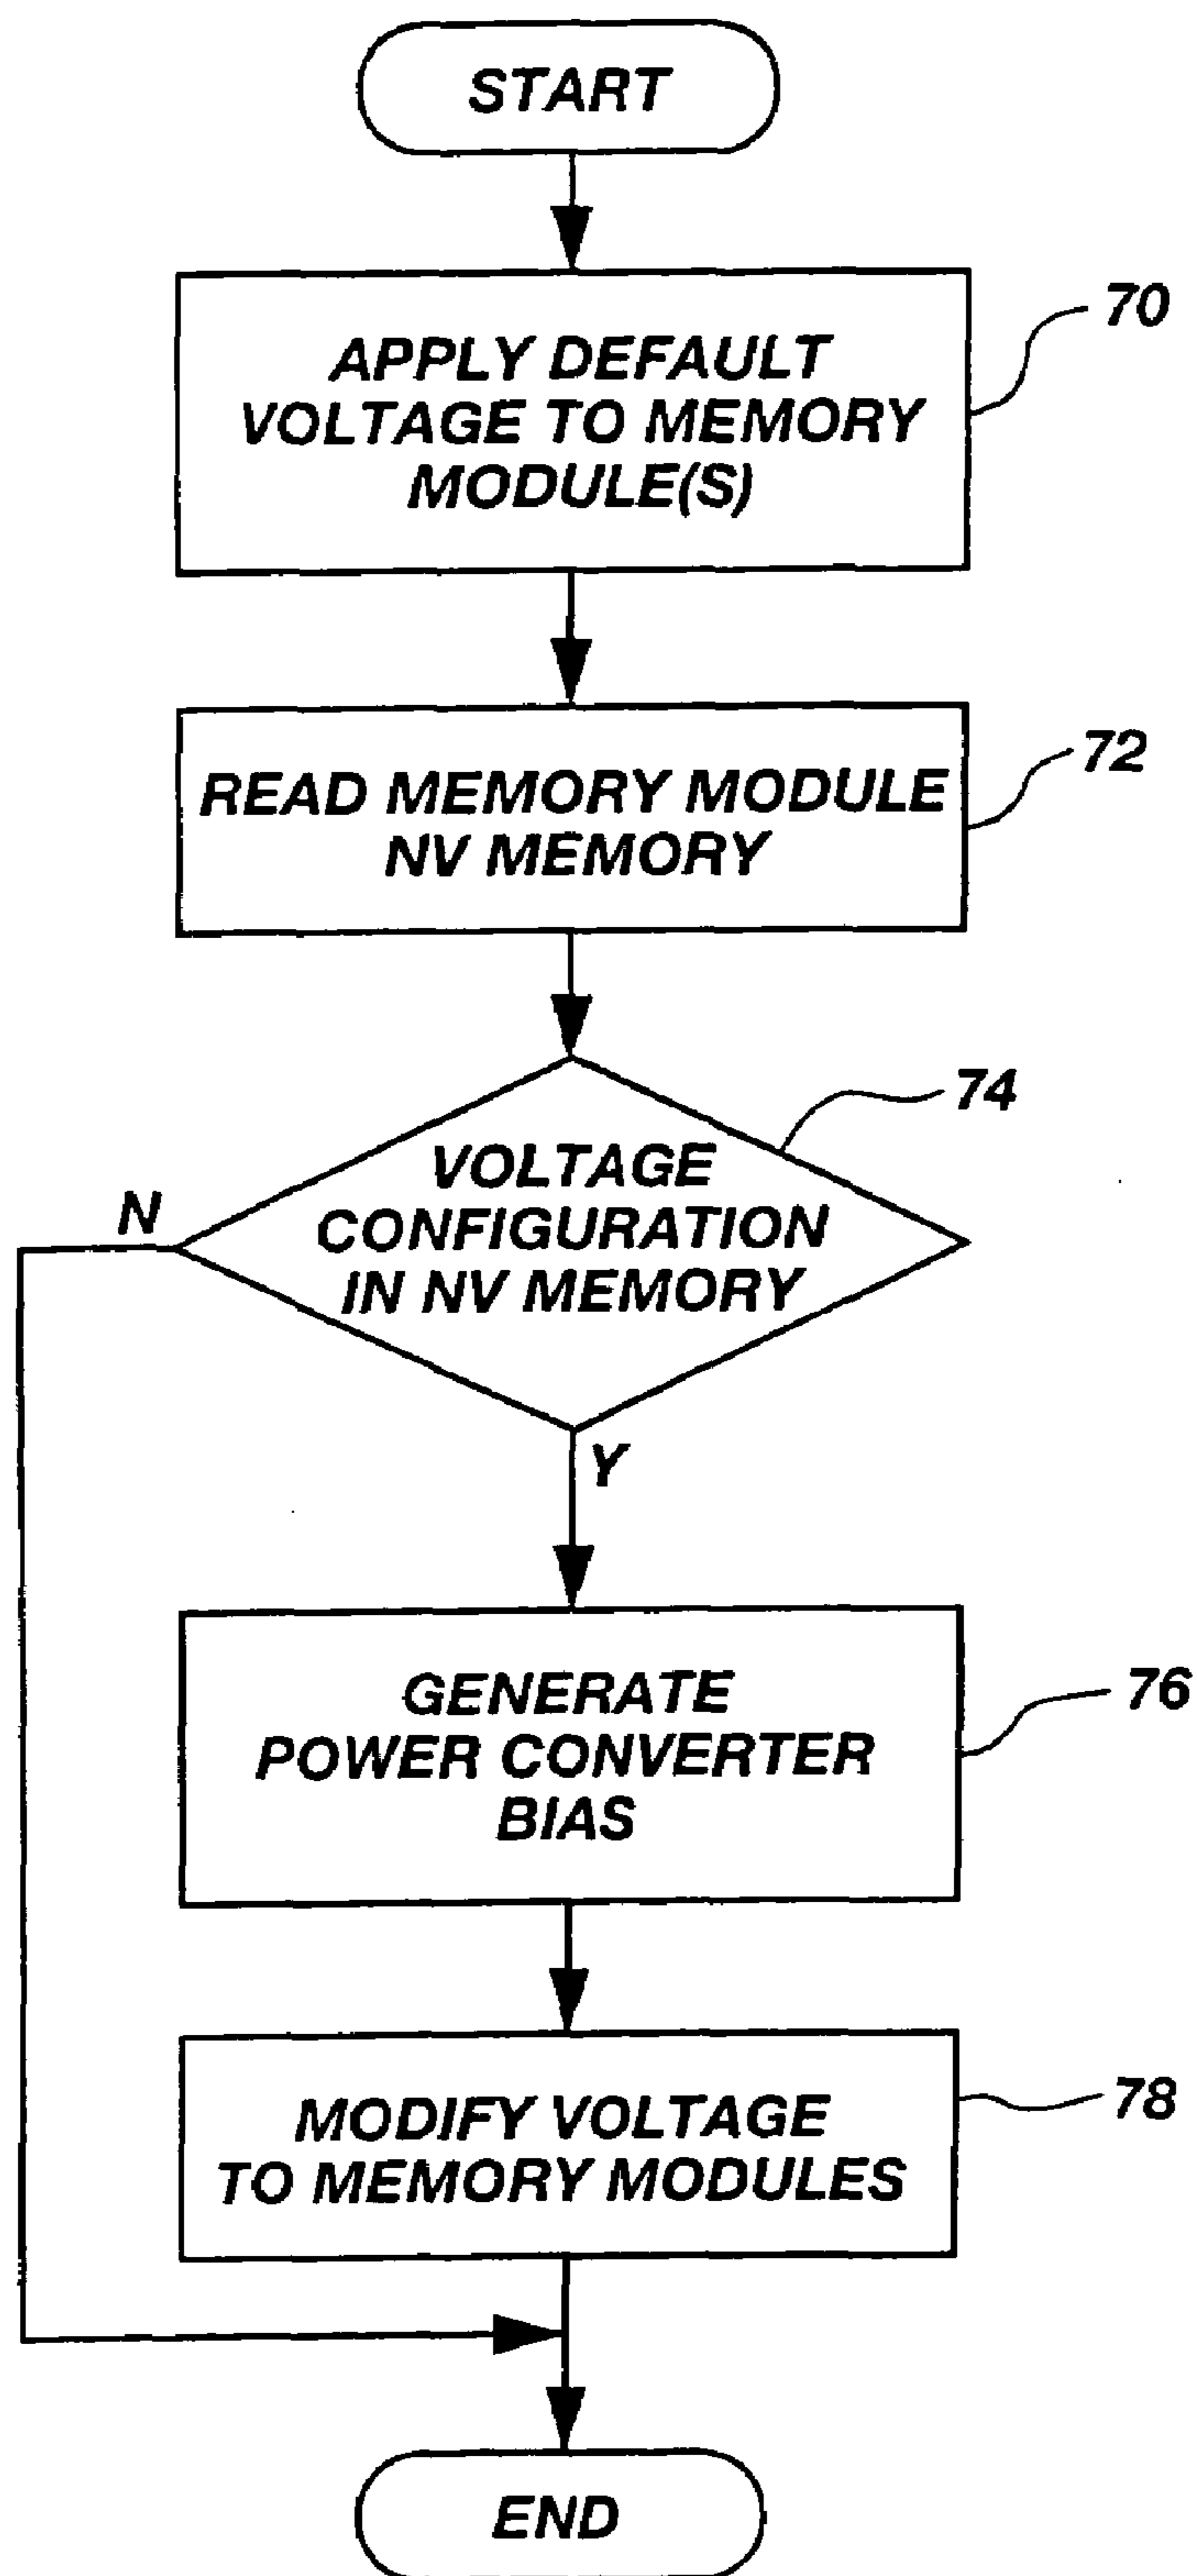 START
APPLY DEFAULT
VOLTAGE TO MEMORY
MODULE(S)
70
READ MEMORY MODULE
NV MEMORY
72
74
VOLTAGE
CONFIGURATION
IN NV MEMORY
N
Y
GENERATE
POWER CONVERTER
BIAS
76
MODIFY VOLTAGE
TO MEMORY MODULES
78
END